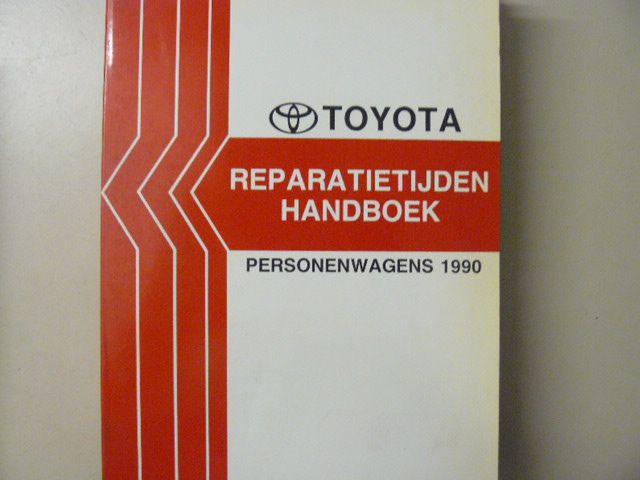 TOYOTA
REPARATIETIJDEN
HANDBOEK
PERSONENWAGENS 1990